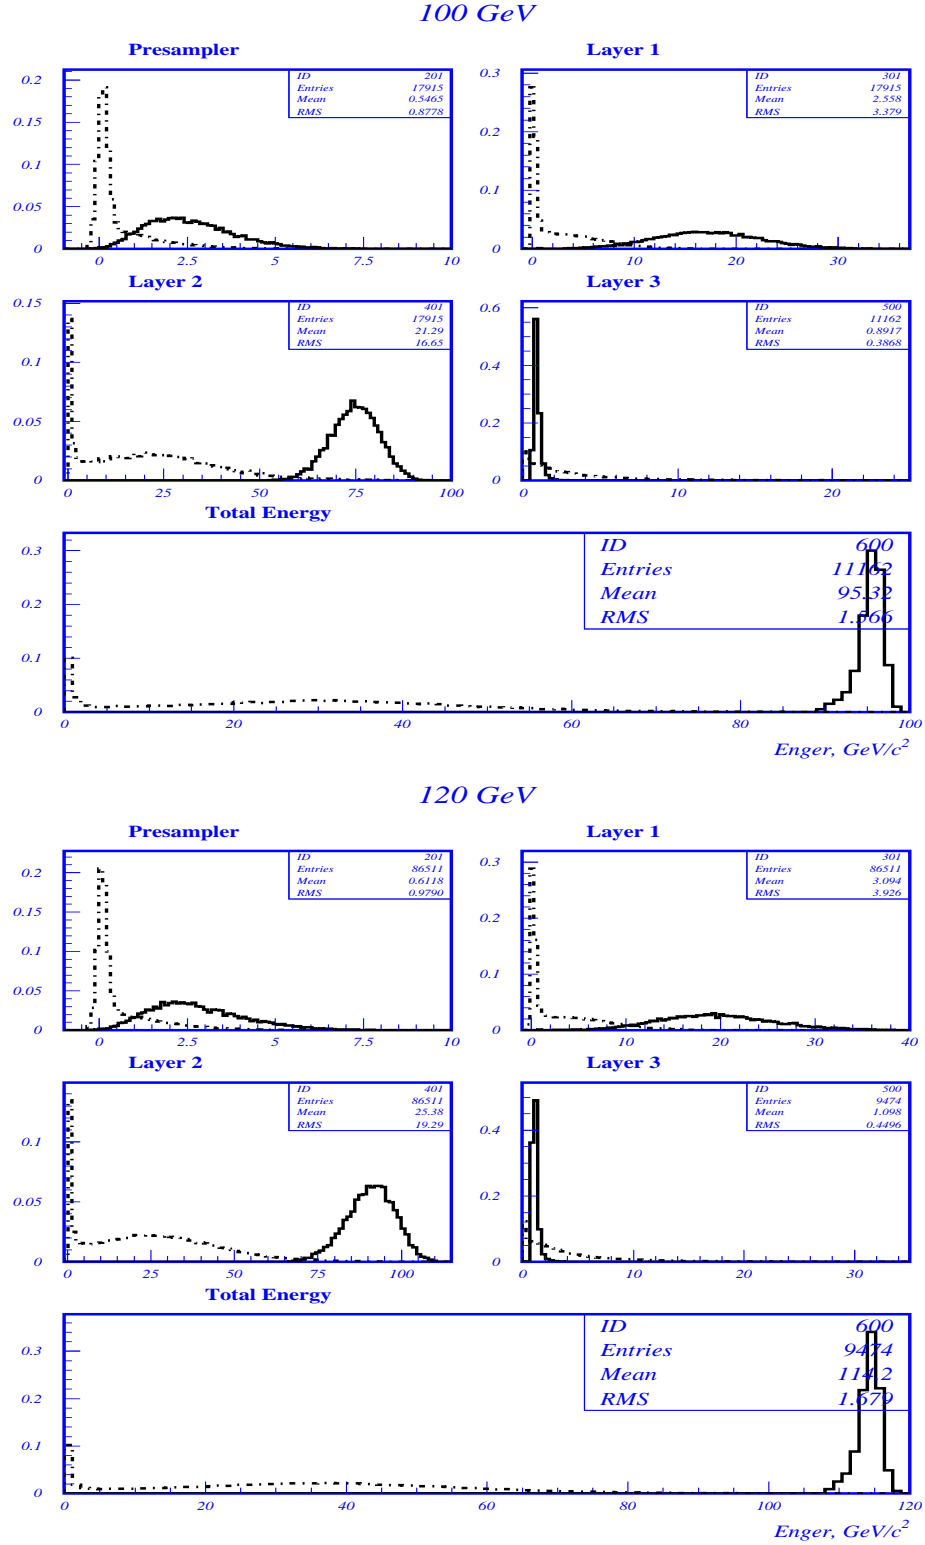 100 GeV
Presampler
Layer 1
0.2
0.15
0.1
0.05
0
ID 201
Entries 17915
Mean 0.5465
RMS 0.8778
0 2.5 5 7.5 10
0.3
0.2
0.1
0
ID 301
Entries 17915
Mean 2.558
RMS 3.379
0 10 20 30
Layer 2
Layer 3
0.15
0.1
0.05
0
ID 401
Entries 17915
Mean 21.29
RMS 16.65
0 25 50 75 100
0.6
0.4
0.2
0
ID 500
Entries 11162
Mean 0.8917
RMS 0.3868
0 10 20
Total Energy
0.3
0.2
0.1
0
ID 600
Entries 11162
Mean 95.32
RMS 1.566
0 20 40 60 80 100
Enger, GeV/c²
120 GeV
Presampler
Layer 1
0.2
0.15
0.1
0.05
0
ID 201
Entries 86511
Mean 0.6118
RMS 0.9790
0 2.5 5 7.5 10
0.3
0.2
0.1
0
ID 301
Entries 86511
Mean 3.094
RMS 3.926
0 10 20 30 40
Layer 2
Layer 3
0.1
0.05
0
ID 401
Entries 86511
Mean 25.38
RMS 19.29
0 25 50 75 100
0.4
0.2
0
ID 500
Entries 9474
Mean 1.098
RMS 0.4496
0 10 20 30
Total Energy
0.3
0.2
0.1
0
ID 600
Entries 9474
Mean 114.2
RMS 1.679
0 20 40 60 80 100 120
Enger, GeV/c²